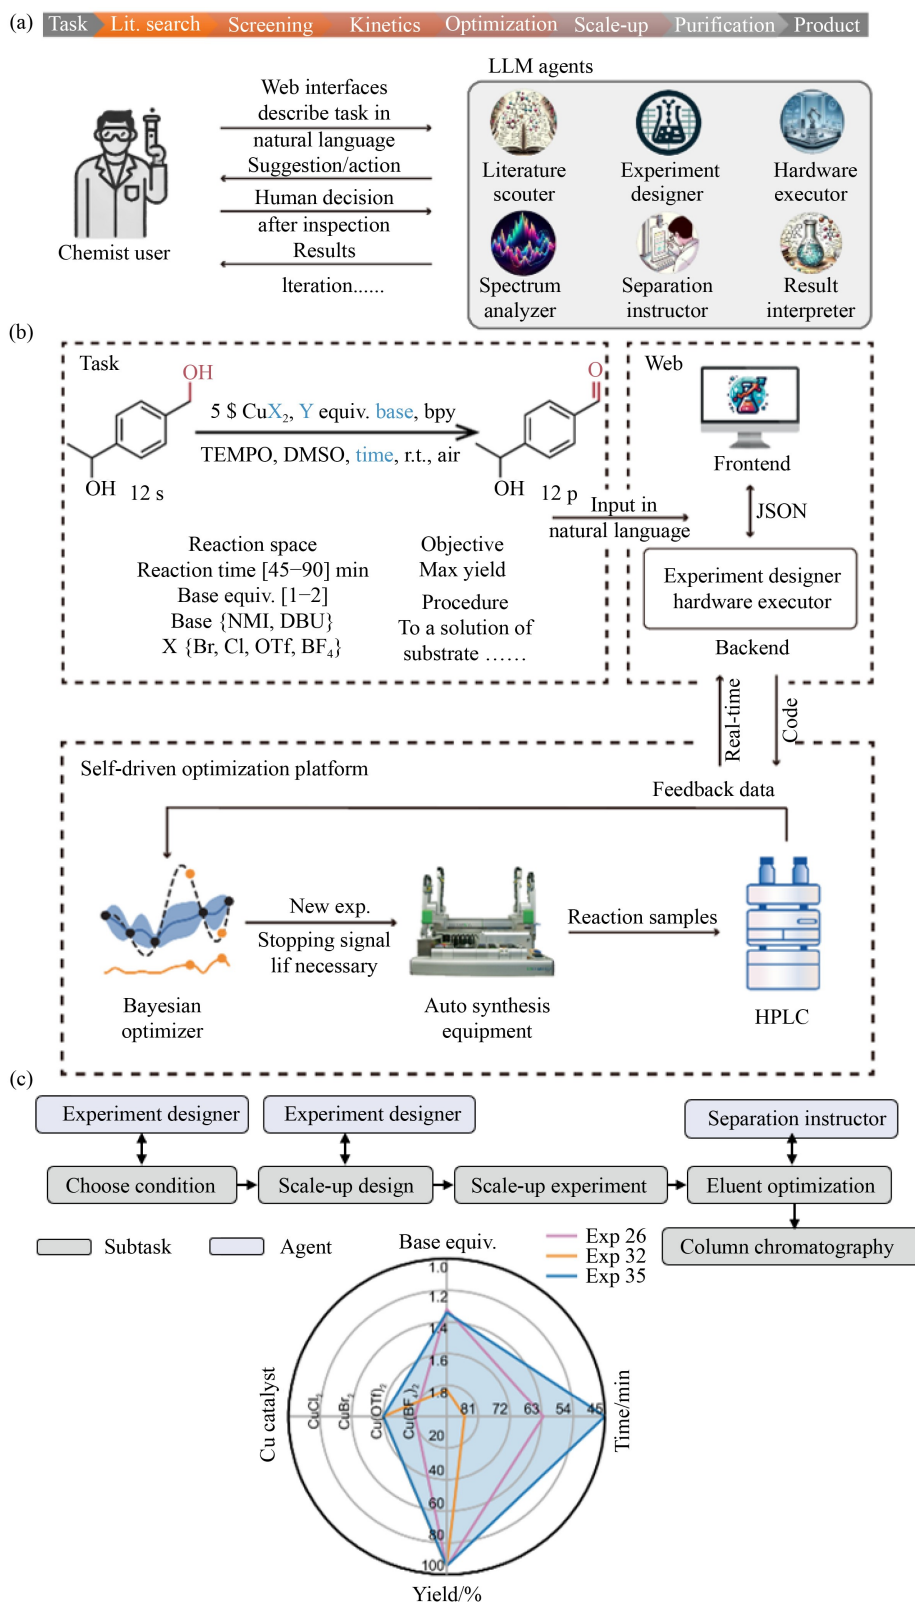 (a)
Task Lit. search Screening Kinetics Optimization Scale-up Purification Product
LLM agents
Web interfaces
describe task in
natural language
Suggestion/action
Human decision
after inspection
Results
lteration......
Chemist user
Literature
scouter
Experiment
designer
Hardware
executor
Spectrum
analyzer
Separation
instructor
Result
interpreter
(b)
Task
OH
OH
12 s
5 $ CuX₂, Y equiv. base, bpy
TEMPO, DMSO, time, r.t., air
O
OH
12 p
Reaction space
Reaction time [45−90] min
Base equiv. [1−2]
Base {NMI, DBU}
X {Br, Cl, OTf, BF₄}
Objective
Max yield
Procedure
To a solution of
substrate ……
Input in
natural language
Web
Frontend
JSON
Experiment designer
hardware executor
Backend
Real-time
Code
Self-driven optimization platform
Feedback data
New exp.
Stopping signal
lif necessary
Reaction samples
Bayesian
optimizer
Auto synthesis
equipment
HPLC
(c)
Experiment designer
Experiment designer
Separation instructor
Choose condition
Scale-up design
Scale-up experiment
Eluent optimization
Column chromatography
Subtask
Agent
Base equiv.
Exp 26
Exp 32
Exp 35
1.0
1.2
1.4
1.6
1.8
Cu catalyst
CuCl₂
CuBr₂
Cu(OTf)₂
Cu(BF₄)₂
81 72 63 54 45
Time/min
20
40
60
80
100
Yield/%